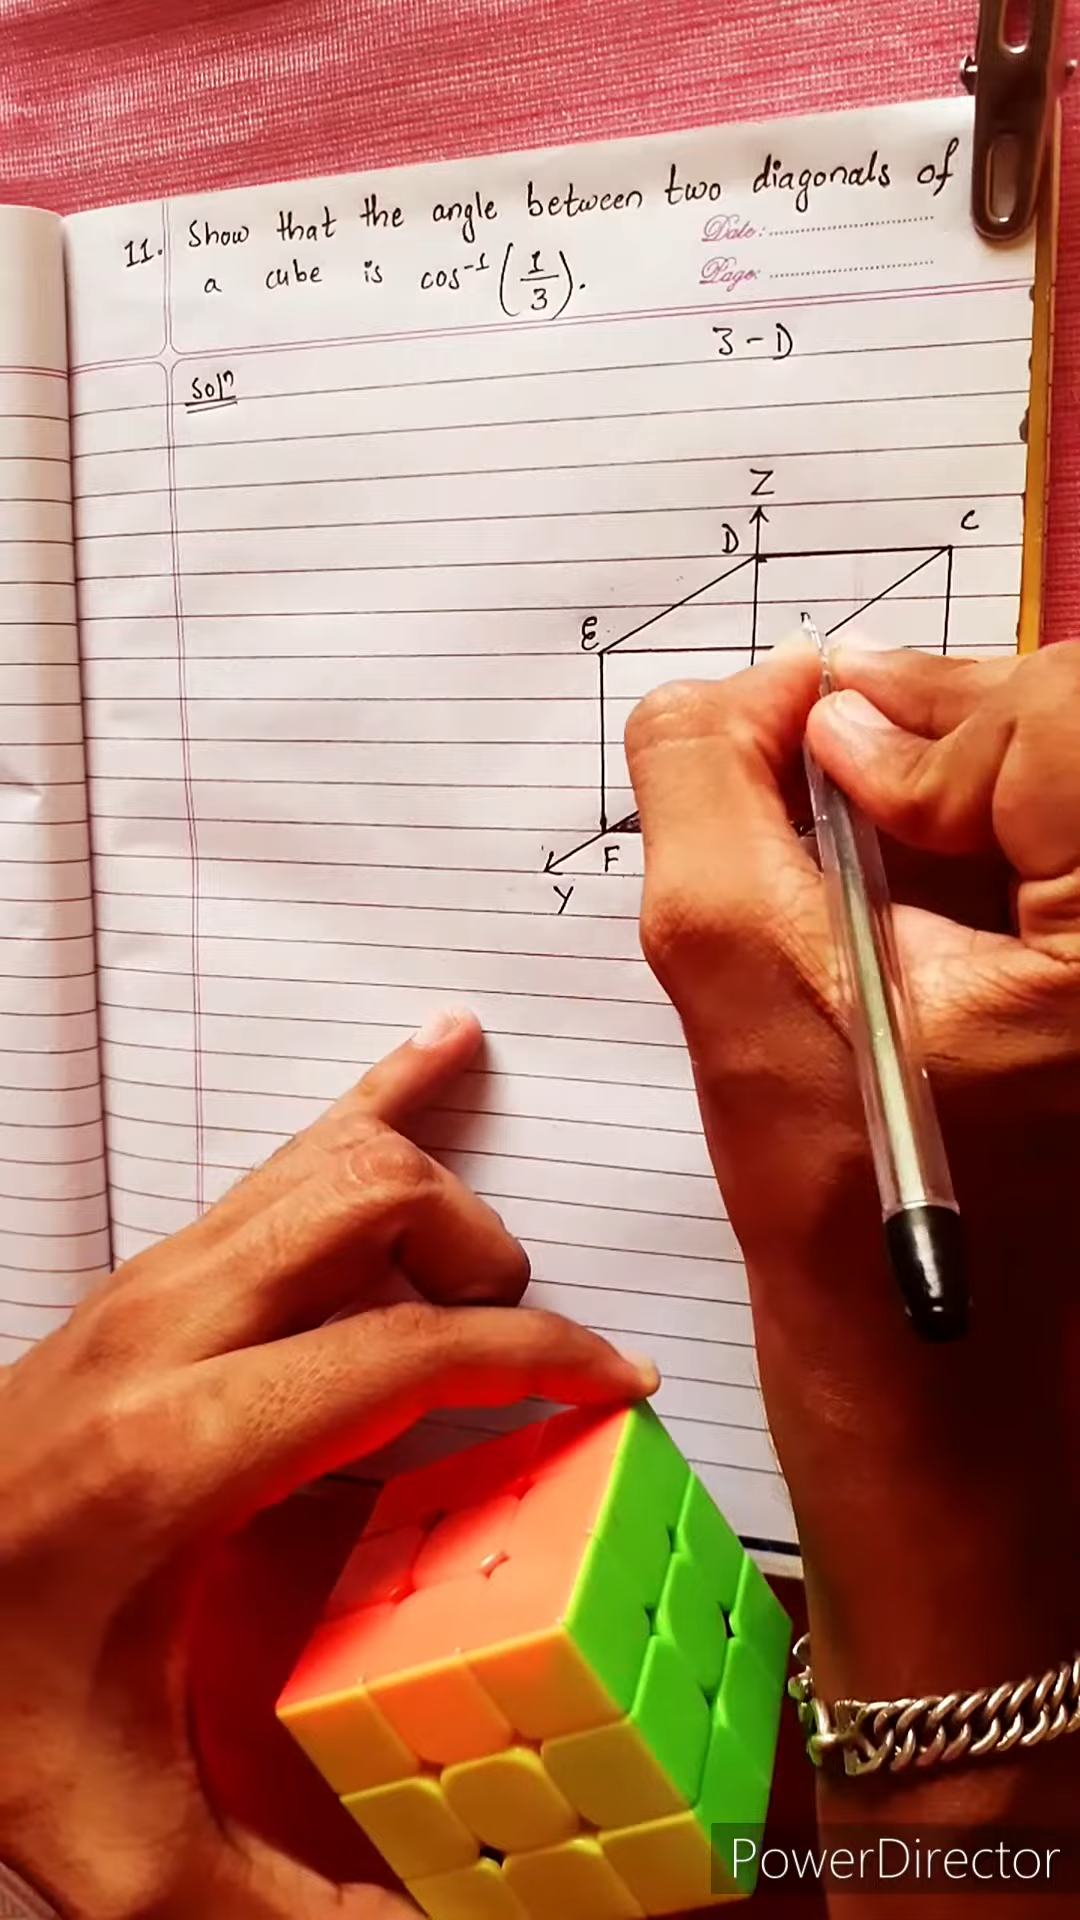 11. Show that the angle between two diagonals of
Date:
a cube is cos⁻¹(1/3).
Page:
3-D
Solⁿ
Z
D
C
E
F
Y
PowerDirector